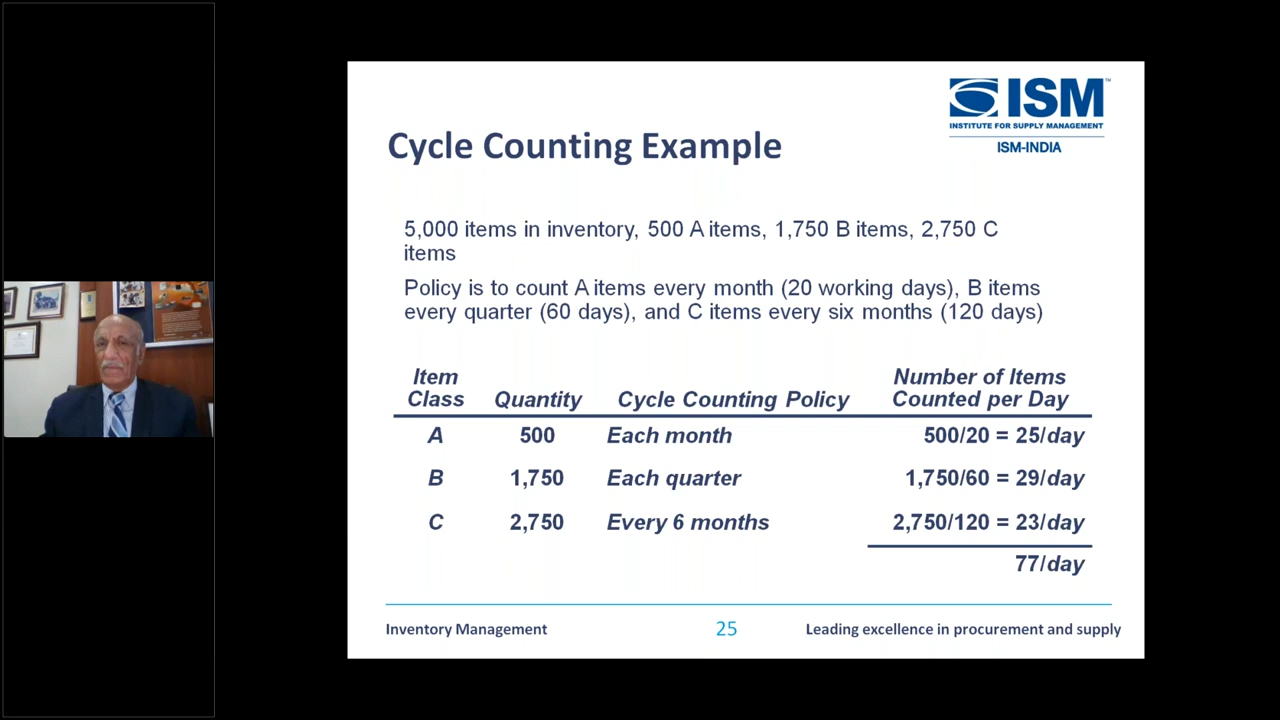 ISM™
INSTITUTE FOR SUPPLY MANAGEMENT
ISM-INDIA
Cycle Counting Example
5,000 items in inventory, 500 A items, 1,750 B items, 2,750 C
items
Policy is to count A items every month (20 working days), B items
every quarter (60 days), and C items every six months (120 days)
Item Class Quantity Cycle Counting Policy Number of Items Counted per Day
A 500 Each month 500/20 = 25/day
B 1,750 Each quarter 1,750/60 = 29/day
C 2,750 Every 6 months 2,750/120 = 23/day
77/day
Inventory Management 25 Leading excellence in procurement and supply